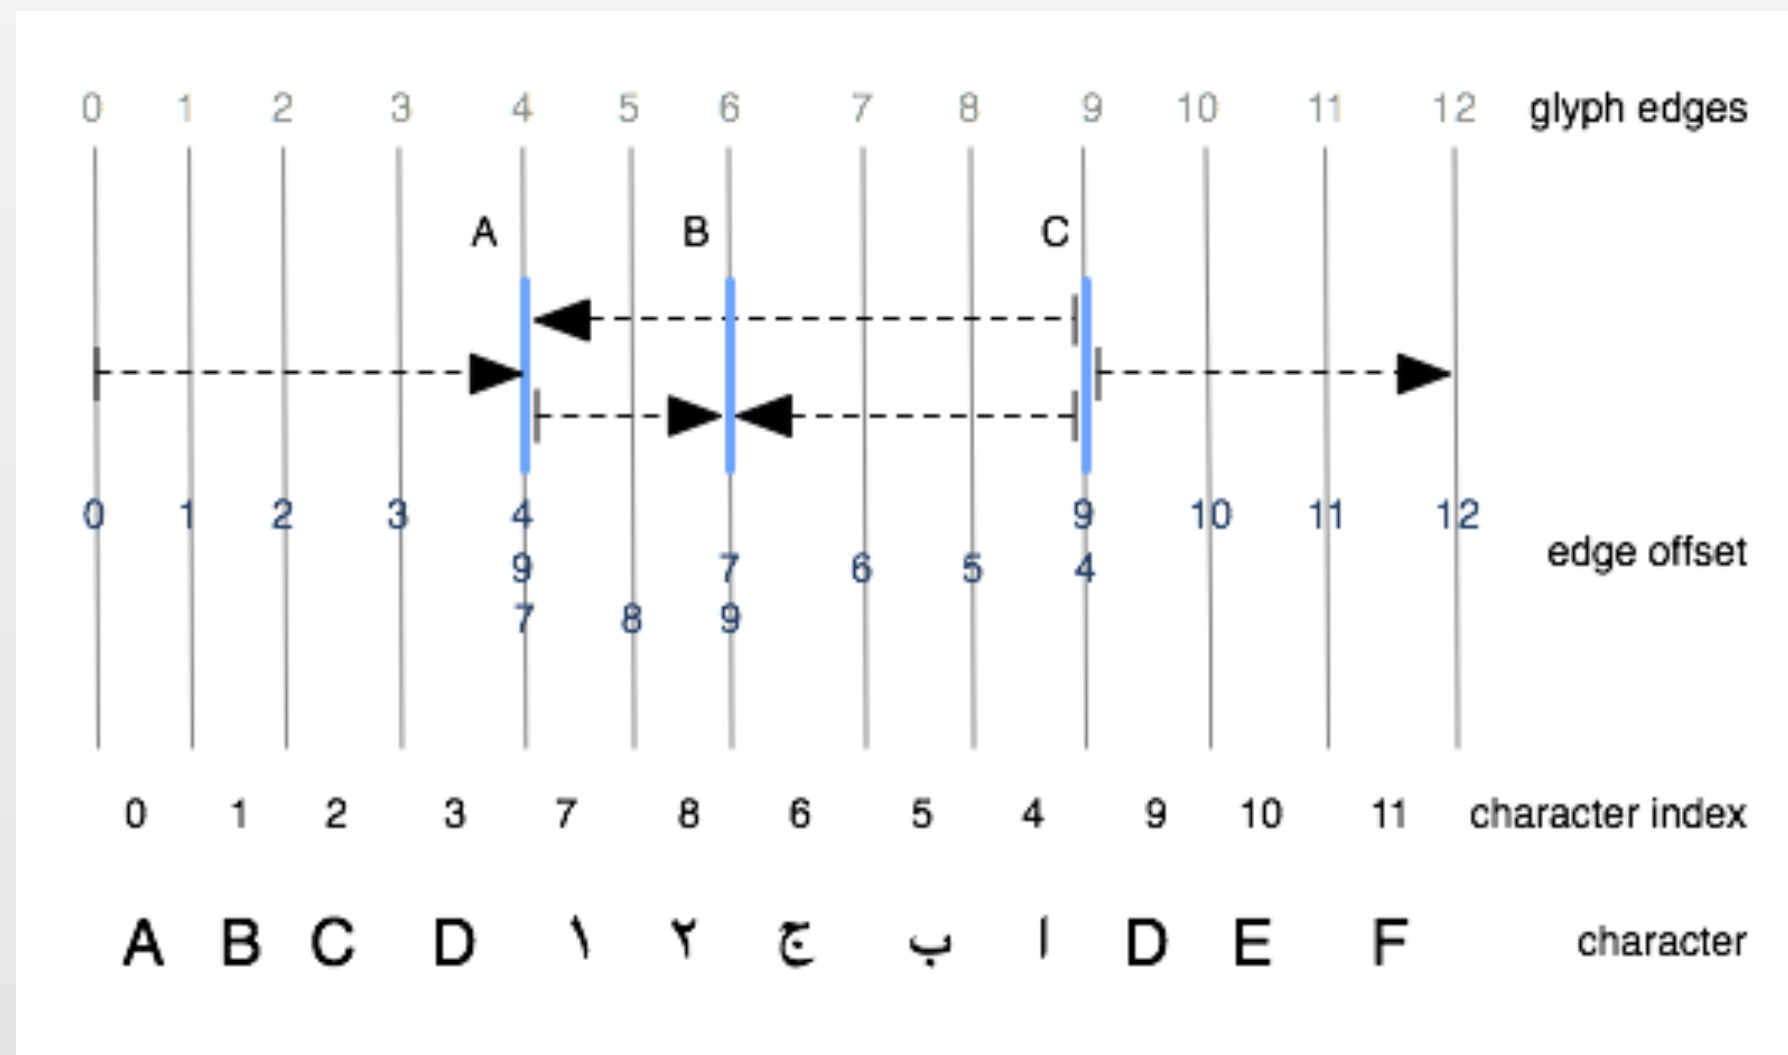 0 1 2 3 4 5 6 7 8 9 10 11 12 glyph edges
A B C
0 1 2 3 4 9 10 11 12
edge offset
9 7 6 5 4
7 8 9
0 1 2 3 7 8 6 5 4 9 10 11 character index
A B C D ١ ٢ ج ب ا D E F character